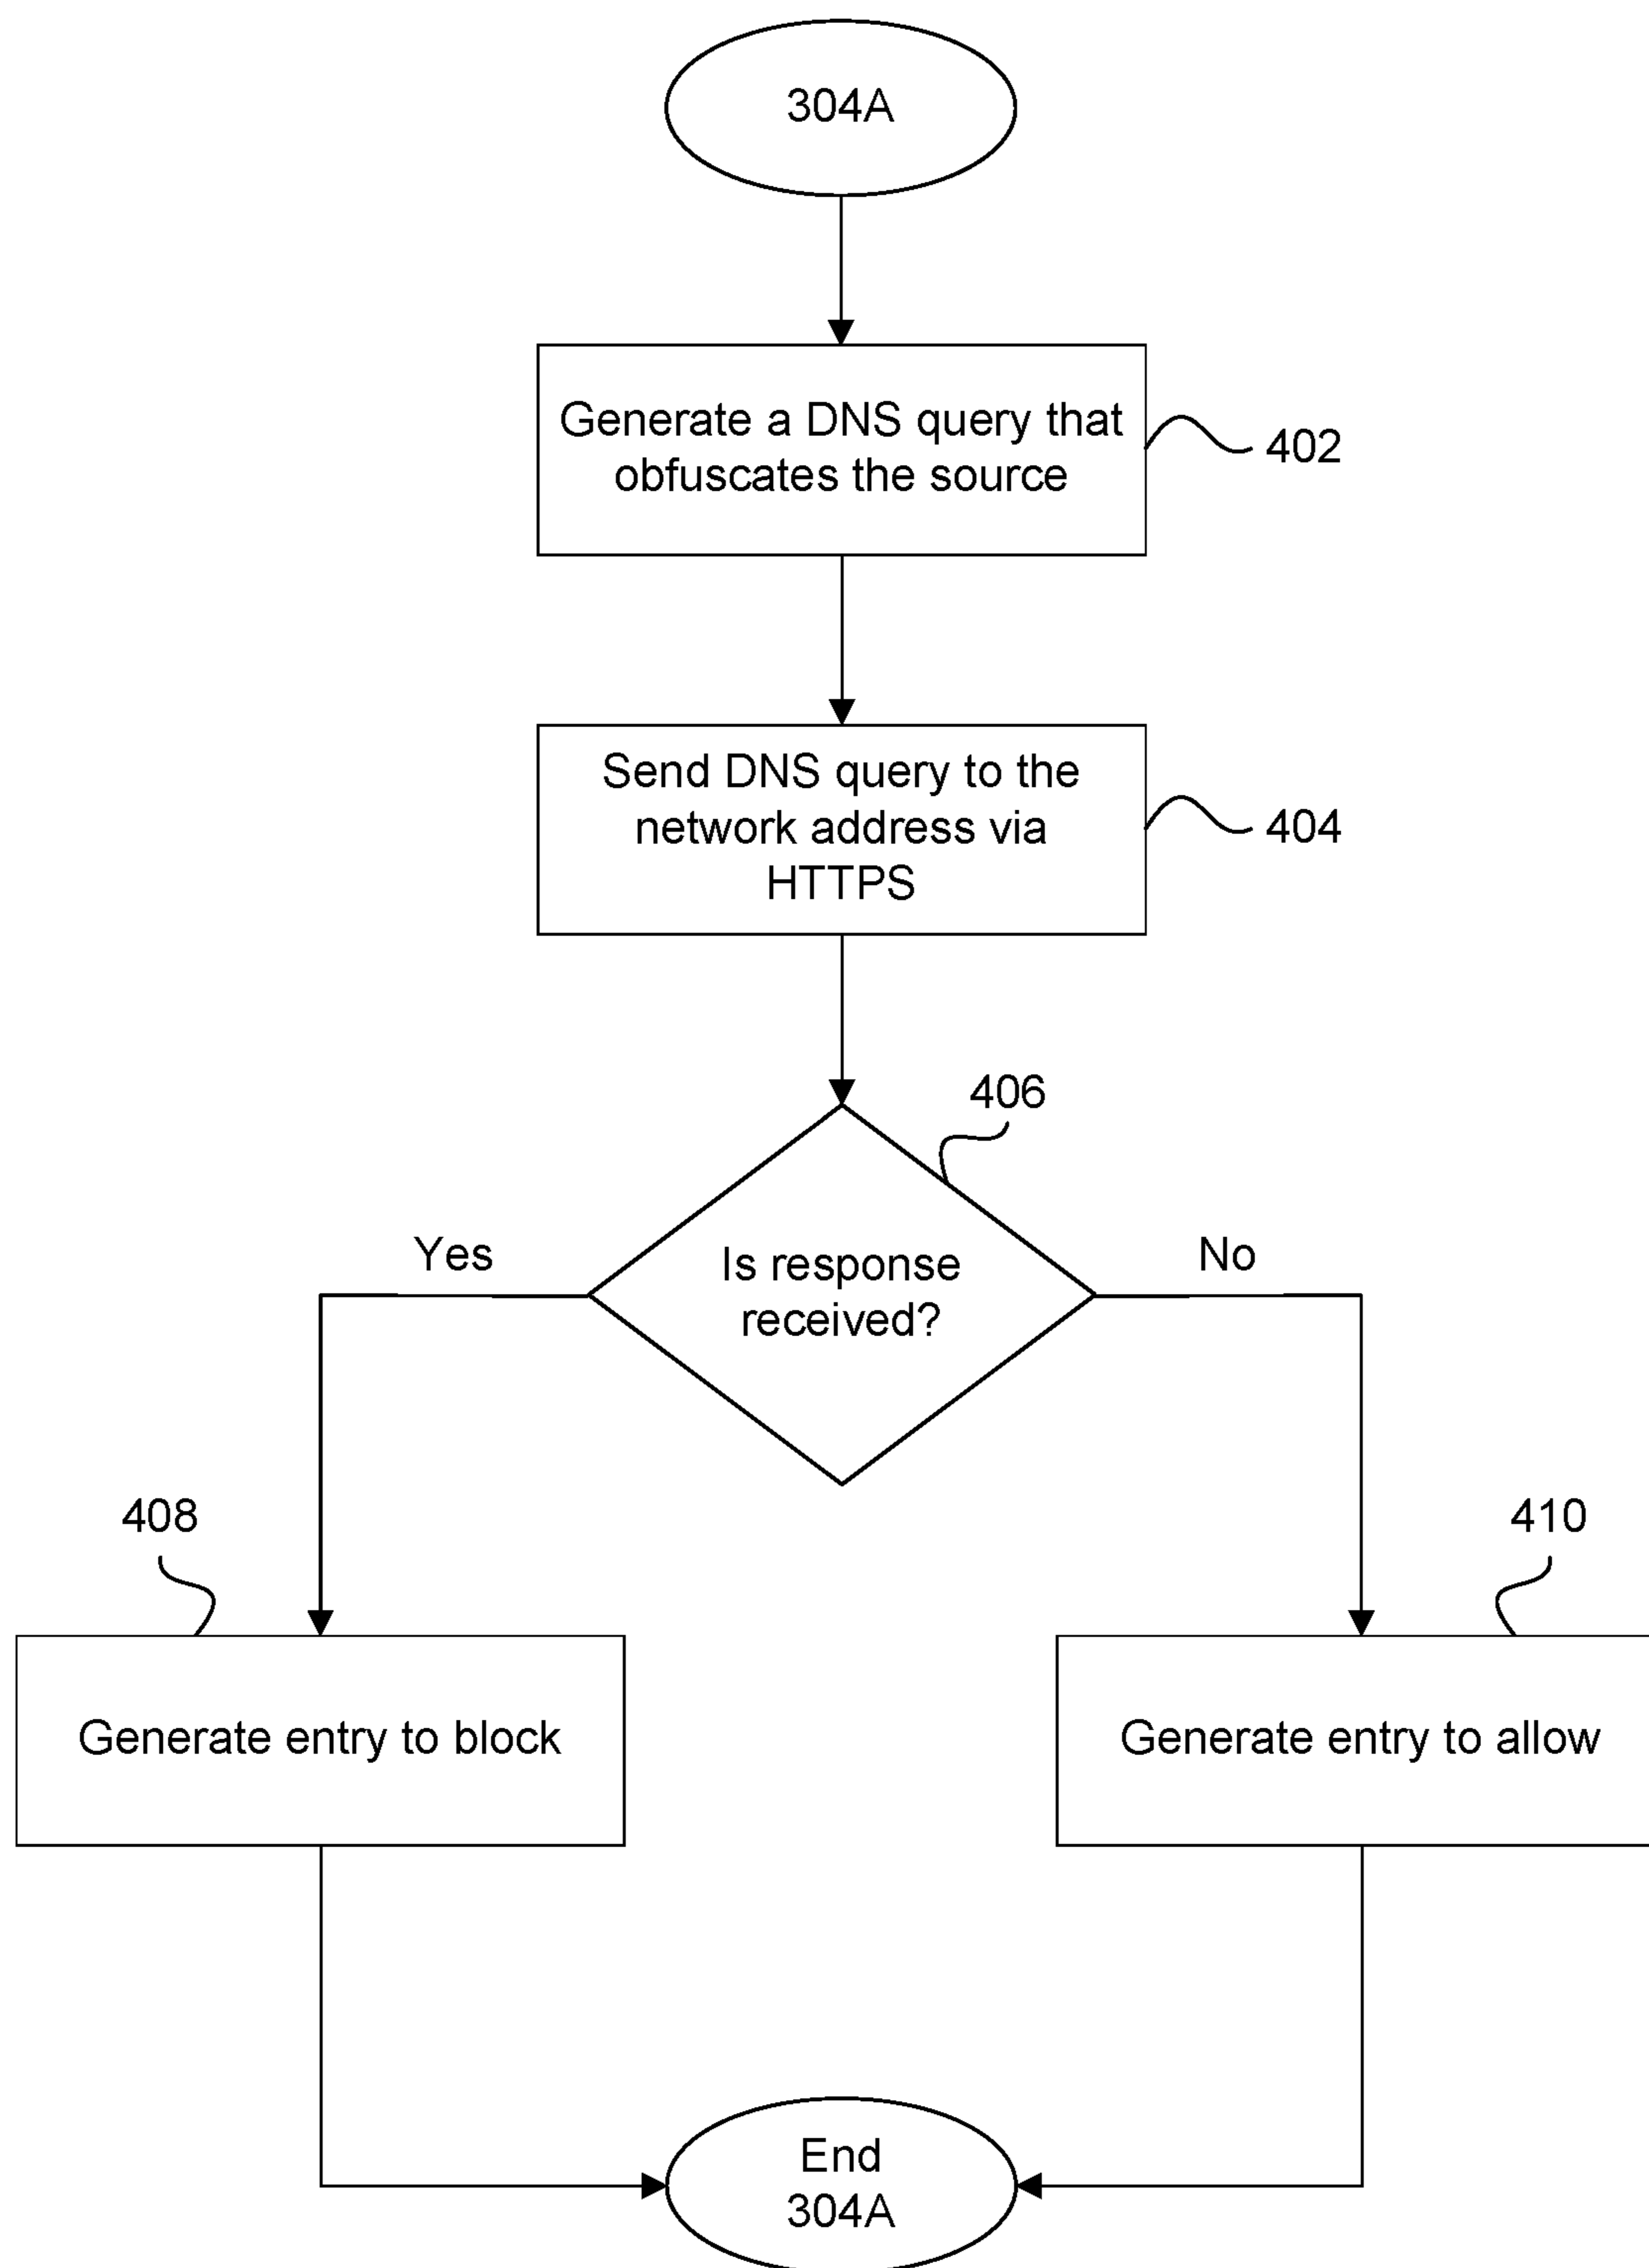 304A
Generate a DNS query that
obfuscates the source
402
Send DNS query to the
network address via
HTTPS
404
406
Is response
received?
Yes
No
408
410
Generate entry to block
Generate entry to allow
End
304A